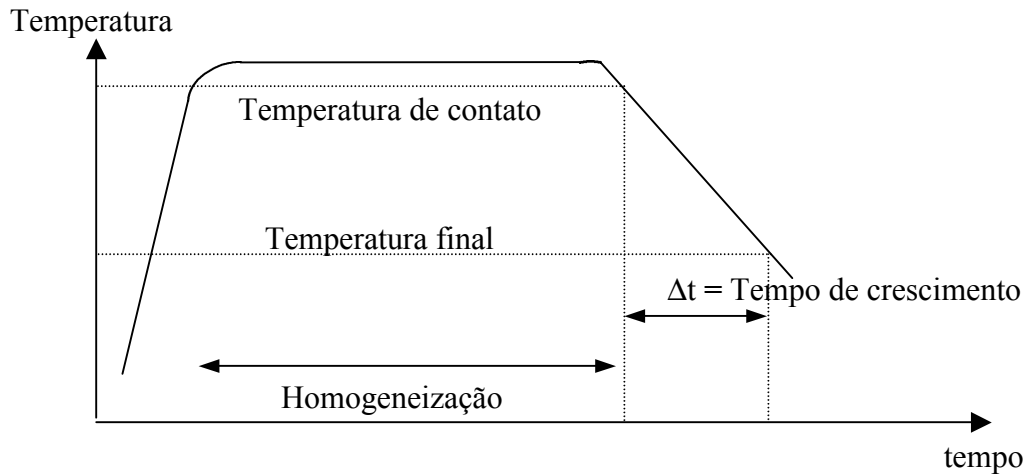 Temperatura
Temperatura de contato
Temperatura final
Δt = Tempo de crescimento
Homogeneização
tempo